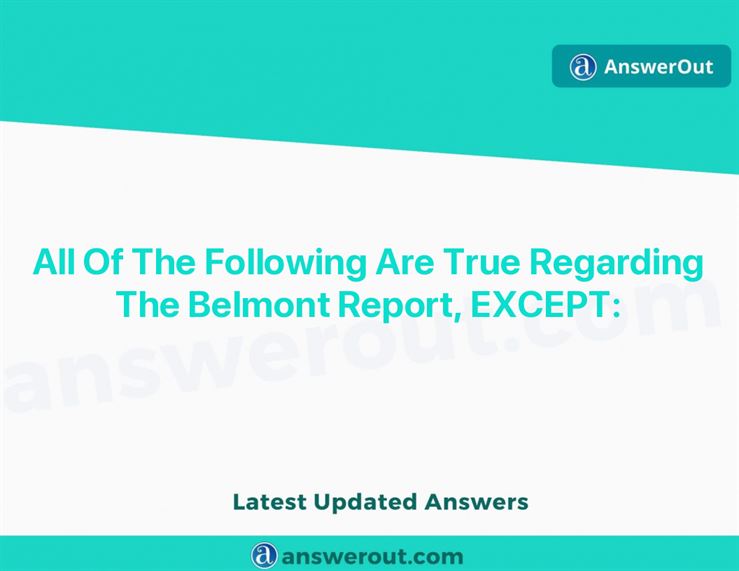 AnswerOut
All Of The Following Are True Regarding
The Belmont Report, EXCEPT:
answerout.com
Latest Updated Answers
answerout.com